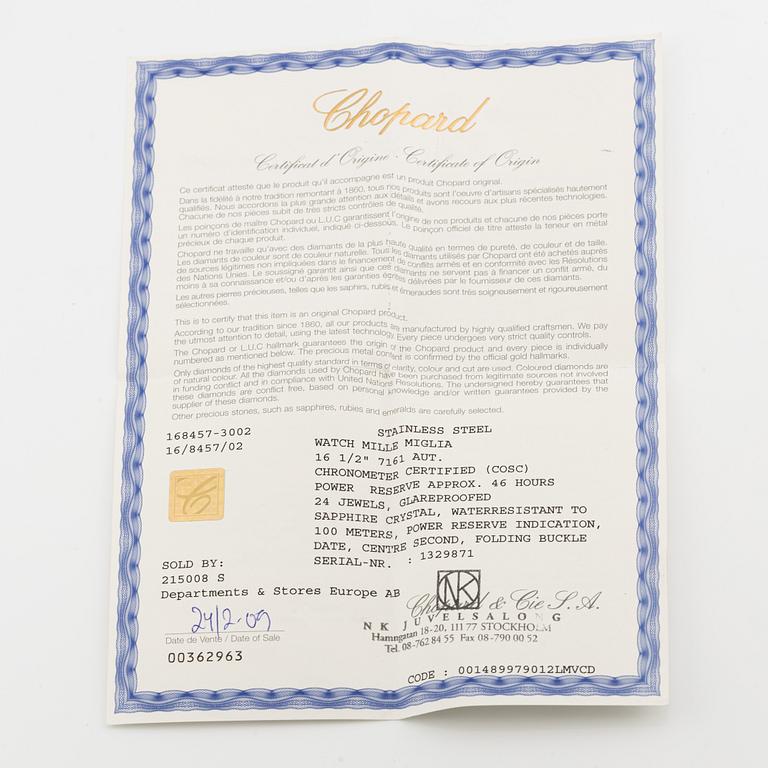 Chopard
Certificat d'Origine - Certificate of Origin
Ce certificat atteste que le produit qu'il accompagne est un produit Chopard original.
Dans la fidélité à notre tradition remontant à 1860, tous nos produits sont l'oeuvre d'artisans spécialisés hautement
qualifiés. Nous accordons la plus grande attention aux détails et avons recours aux plus récentes technologies.
Chacune de nos pièces subit de très stricts contrôles de qualité.
Les poinçons de maître Chopard ou L.U.C garantissent l'origine de nos produits et chacune de nos pièces porte
un numéro d'identification individuel, indiqué ci-dessous. Le poinçon officiel de titre atteste la teneur en métal
précieux de chaque produit.
Chopard ne travaille qu'avec des diamants de la plus haute qualité en termes de pureté, de couleur et de taille.
Les diamants de couleur sont de couleur naturelle. Tous les diamants utilisés par Chopard ont été achetés auprès
de sources légitimes non impliquées dans le financement de conflits armés et en conformité avec les Résolutions
des Nations Unies. Le soussigné garantit ainsi que ces diamants ne servent pas à financer un conflit armé, du
moins à sa connaissance et/ou d'après les garanties écrites délivrées par le fournisseur de ces diamants.
Les autres pierres précieuses, telles que les saphirs, rubis et émeraudes sont très soigneusement et rigoureusement
sélectionnées.
This is to certify that this item is an original Chopard product.
According to our tradition since 1860, all our products are manufactured by highly qualified craftsmen. We pay
the utmost attention to detail, using the latest technology. Every piece undergoes very strict quality controls.
The Chopard or L.U.C hallmark guarantees the origin of the Chopard product and every piece is individually
numbered as mentioned below. The precious metal content is confirmed by the official gold hallmarks.
Only diamonds of the highest quality standard in terms of clarity, colour and cut are used. Coloured diamonds are
of natural colour. All the diamonds used by Chopard have been purchased from legitimate sources not involved
in funding conflict and in compliance with United Nations Resolutions. The undersigned hereby guarantees that
these diamonds are conflict free, based on personal knowledge and/or written guarantees provided by the
supplier of these diamonds.
Other precious stones, such as sapphires, rubies and emeralds are carefully selected.
168457-3002
16/8457/02
STAINLESS STEEL
WATCH MILLE MIGLIA
16 1/2" 7161 AUT.
CHRONOMETER CERTIFIED (COSC)
POWER RESERVE APPROX. 46 HOURS
24 JEWELS, GLAREPROOFED
SAPPHIRE CRYSTAL, WATERRESISTANT TO
100 METERS, POWER RESERVE INDICATION,
DATE, CENTRE SECOND, FOLDING BUCKLE
SERIAL-NR. : 1329871
SOLD BY:
215008 S
Departments & Stores Europe AB
24/2-09
Date de Vente / Date of Sale
00362963
NK
Chopard & Cie S.A.
NK JUVELSALONG
Hamngatan 18-20, 111 77 STOCKHOLM
Tel. 08-762 84 55 Fax 08-790 00 52
CODE : 001489979012LMVCD